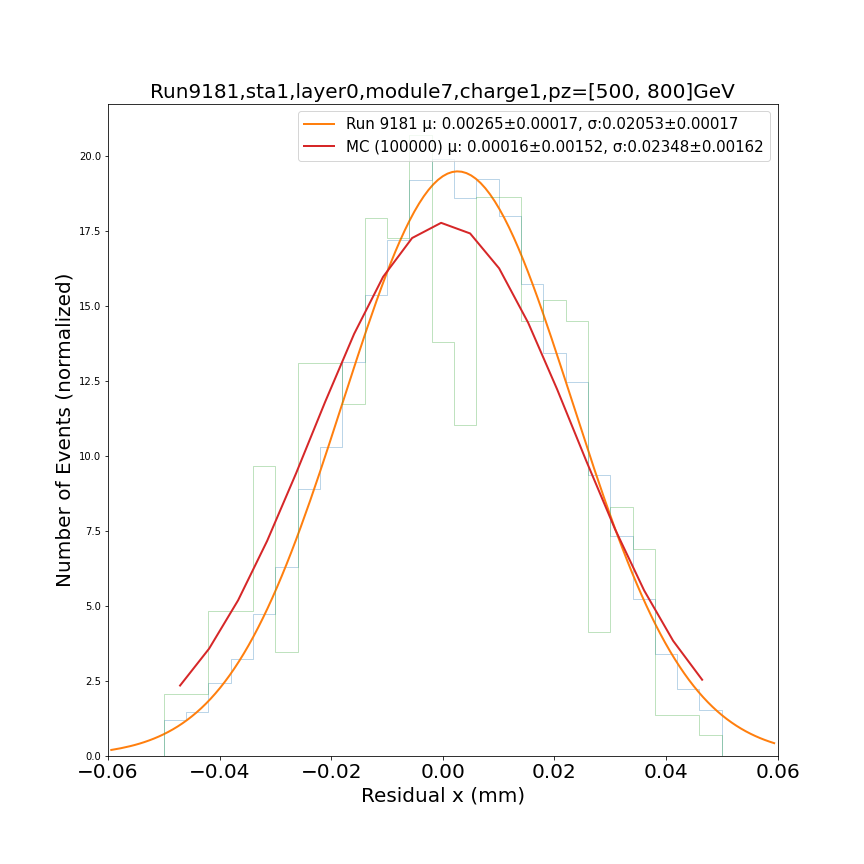 Run9181,sta1,layer0,module7,charge1,pz=[500, 800]GeV
Run 9181 μ: 0.00265±0.00017, σ:0.02053±0.00017
MC (100000) μ: 0.00016±0.00152, σ:0.02348±0.00162
20.0
17.5
15.0
12.5
10.0
7.5
5.0
2.5
0.0
Number of Events (normalized)
−0.06 −0.04 −0.02 0.00 0.02 0.04 0.06
Residual x (mm)